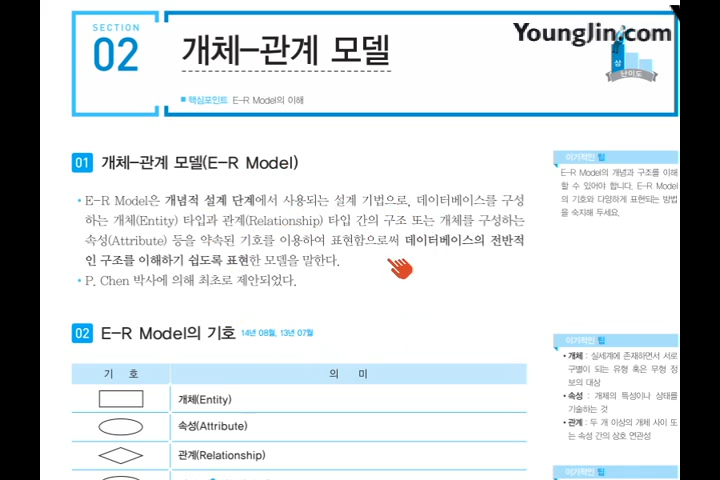 SECTION
02
개체-관계 모델
YoungJin.com
상
난이도
■ 핵심포인트 E-R Model의 이해
01 개체-관계 모델(E-R Model)
• E-R Model은 개념적 설계 단계에서 사용되는 설계 기법으로, 데이터베이스를 구성
하는 개체(Entity) 타입과 관계(Relationship) 타입 간의 구조 또는 개체를 구성하는
속성(Attribute) 등을 약속된 기호를 이용하여 표현함으로써 데이터베이스의 전반적
인 구조를 이해하기 쉽도록 표현한 모델을 말한다.
• P. Chen 박사에 의해 최초로 제안되었다.
이기적인 팁
E-R Model의 개념과 구조를 이해
할 수 있어야 합니다. E-R Model
의 기호와 다양하게 표현되는 방법
을 숙지해 두세요.
02 E-R Model의 기호 14년 08월, 13년 07월
기 호 의 미
개체(Entity)
속성(Attribute)
관계(Relationship)
이기적인 팁
• 개체 : 실세계에 존재하면서 서로
구별이 되는 유형 혹은 무형 정
보의 대상
• 속성 : 개체의 특성이나 상태를
기술하는 것
• 관계 : 두 개 이상의 개체 사이 또
는 속성 간의 상호 연관성
이기적인 팁